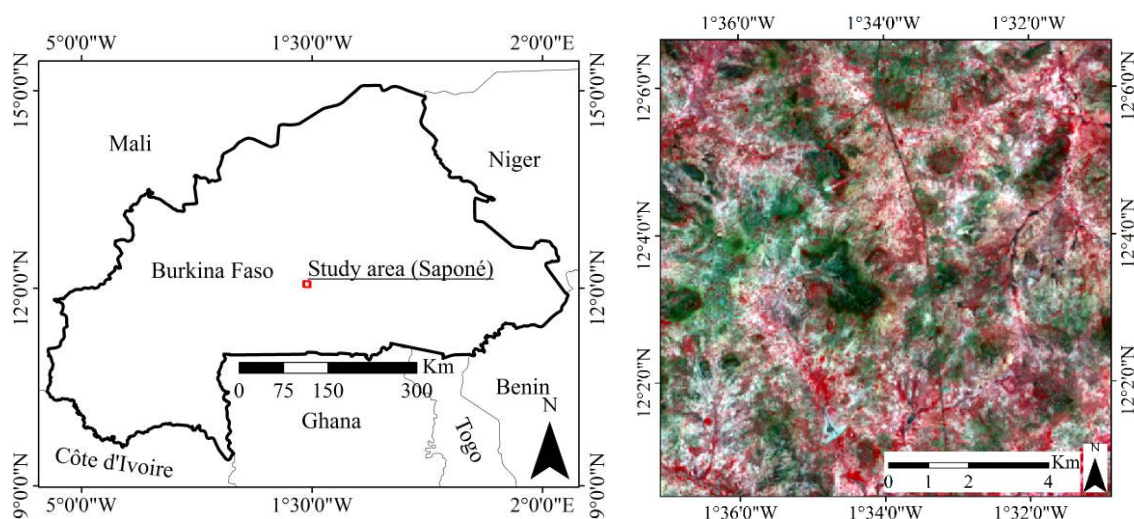 5°0'0"W 1°30'0"W 2°0'0"E
15°0'0"N
15°0'0"N
Mali
Niger
Burkina Faso
Study area (Saponé)
12°0'0"N
12°0'0"N
Km
0 75 150 300
Benin
N
Ghana
Togo
Côte d'Ivoire
9°0'0"N
9°0'0"N
5°0'0"W 1°30'0"W 2°0'0"E
1°36'0"W 1°34'0"W 1°32'0"W
12°6'0"N
12°6'0"N
12°4'0"N
12°4'0"N
12°2'0"N
12°2'0"N
Km
0 1 2 4
N
1°36'0"W 1°34'0"W 1°32'0"W